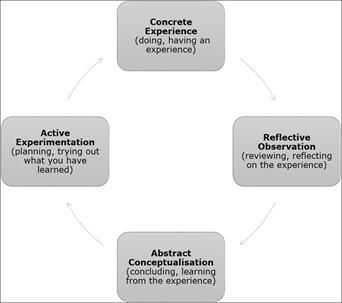 Concrete
Experience
(doing, having an
experience)
Active
Experimentation
(planning, trying out
what you have
learned)
Reflective
Observation
(reviewing, reflecting
on the experience)
Abstract
Conceptualisation
(concluding, learning
from the experience)